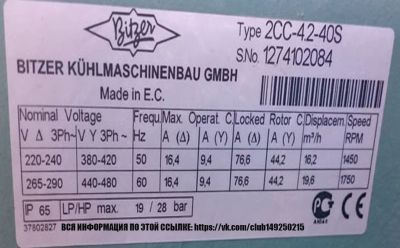 Bitzer
Type 2CC-4.2-40S
S.No. 1274102084
BITZER KÜHLMASCHINENBAU GMBH
Made in E.C.
Nominal Voltage Freq. Max. Operat. C. Locked Rotor C. Displacem. Speed
V Δ 3Ph~ V Y 3Ph~ Hz A (Δ) A (Y) A (Δ) A (Y) m³/h RPM
220-240 380-420 50 16,4 9,4 76,6 44,2 16,2 1450
265-290 440-480 60 16,4 9,4 76,6 44,2 19,6 1750
IP 65 LP/HP max. 19 / 28 bar
37802827 ВСЯ ИНФОРМАЦИЯ ПО ЭТОЙ ССЫЛКЕ: https://vk.com/club149250215